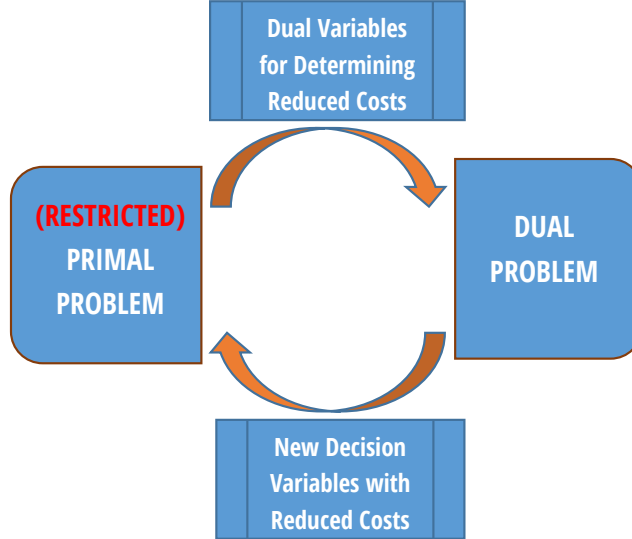 Dual Variables
for Determining
Reduced Costs
(RESTRICTED)
PRIMAL
PROBLEM
DUAL
PROBLEM
New Decision
Variables with
Reduced Costs